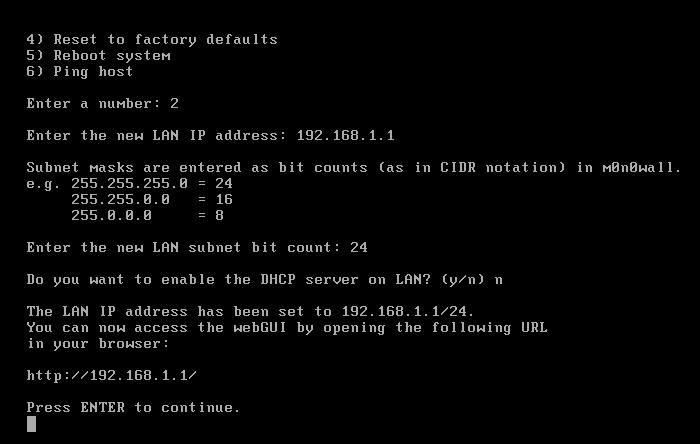 4) Reset to factory defaults
5) Reboot system
6) Ping host
Enter a number: 2
Enter the new LAN IP address: 192.168.1.1
Subnet masks are entered as bit counts (as in CIDR notation) in m0n0wall.
e.g. 255.255.255.0 = 24
255.255.0.0 = 16
255.0.0.0 = 8
Enter the new LAN subnet bit count: 24
Do you want to enable the DHCP server on LAN? (y/n) n
The LAN IP address has been set to 192.168.1.1/24.
You can now access the webGUI by opening the following URL
in your browser:
http://192.168.1.1/
Press ENTER to continue.